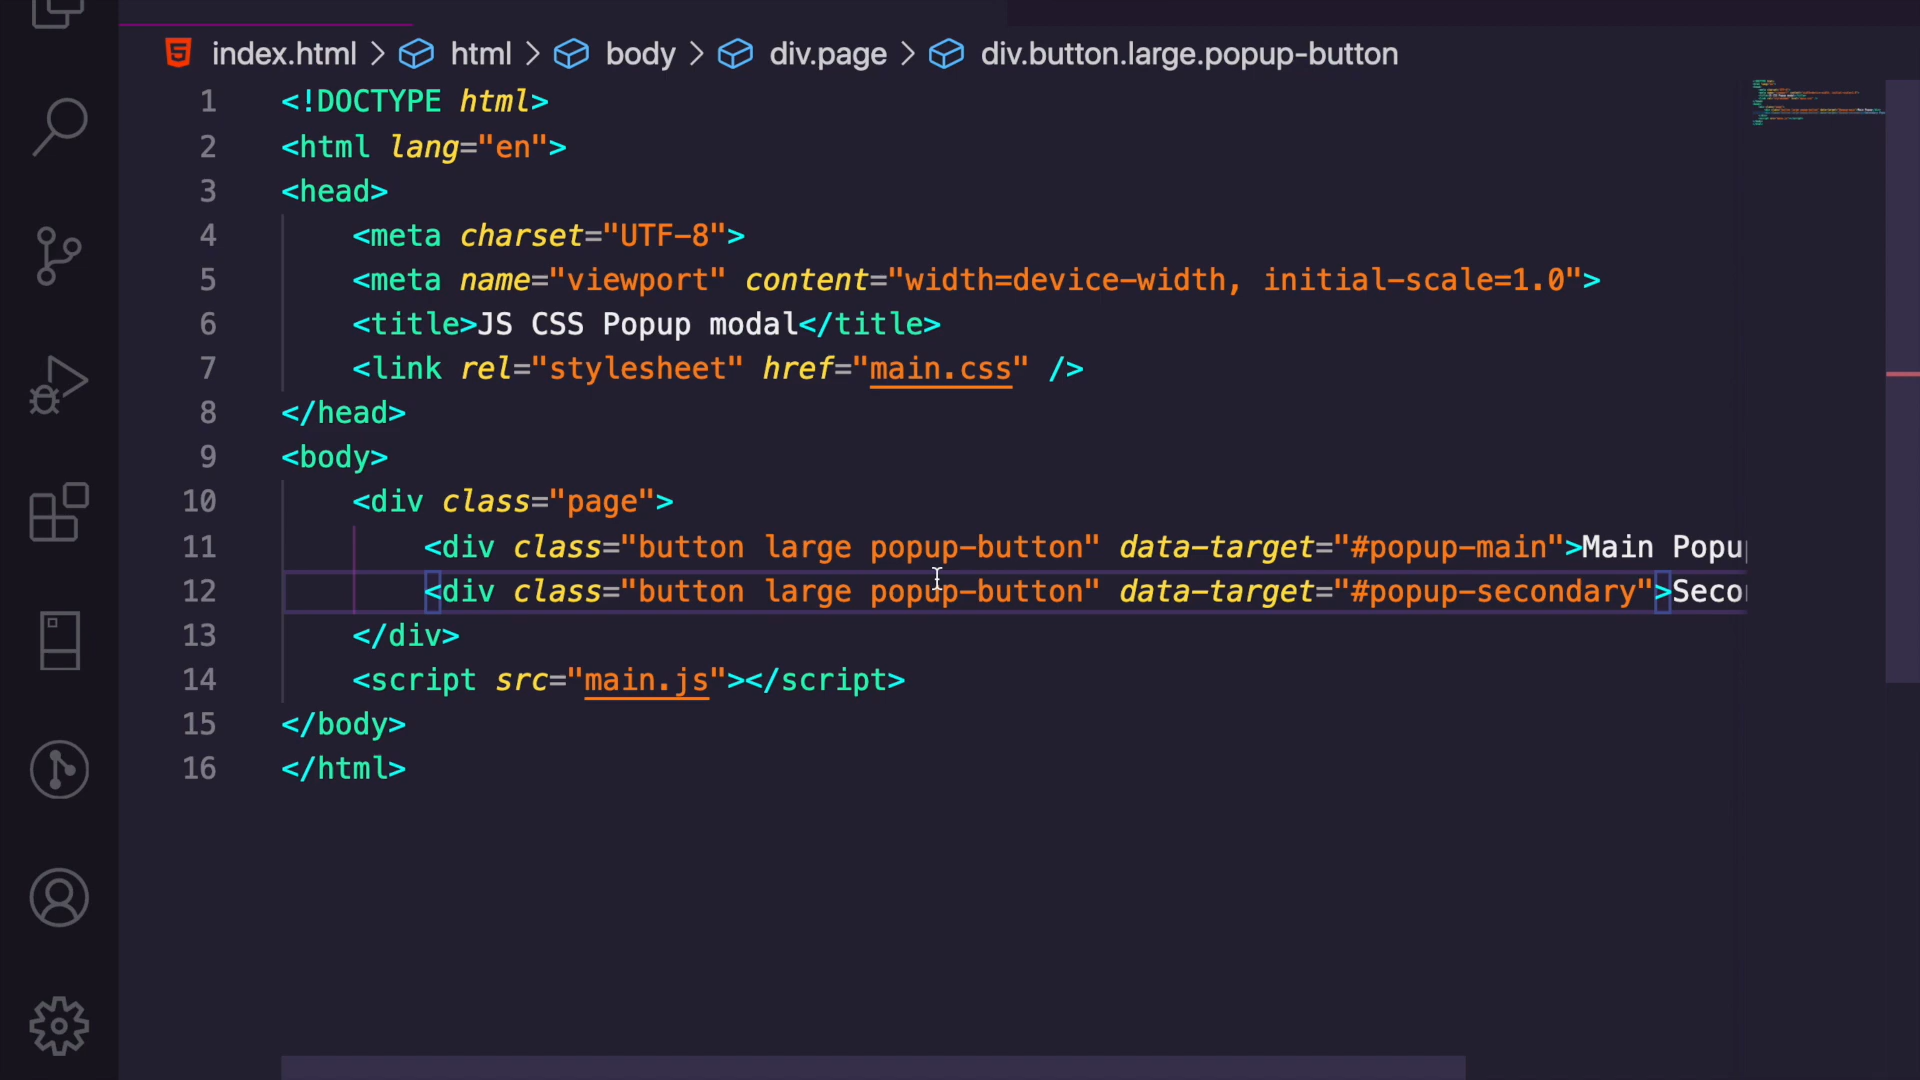 index.html > html > body > div.page > div.button.large.popup-button
1 <!DOCTYPE html>
2 <html lang="en">
3 <head>
4 <meta charset="UTF-8">
5 <meta name="viewport" content="width=device-width, initial-scale=1.0">
6 <title>JS CSS Popup modal</title>
7 <link rel="stylesheet" href="main.css" />
8 </head>
9 <body>
10 <div class="page">
11 <div class="button large popup-button" data-target="#popup-main">Main Popu
12 <div class="button large popup-button" data-target="#popup-secondary">Seco
13 </div>
14 <script src="main.js"></script>
15 </body>
16 </html>